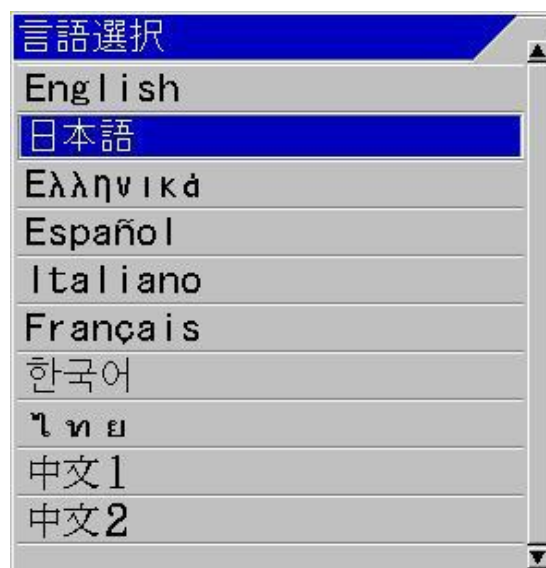 言語選択
English
日本語
Ελληνικά
Español
Italiano
Français
한국어
ไทย
中文1
中文2